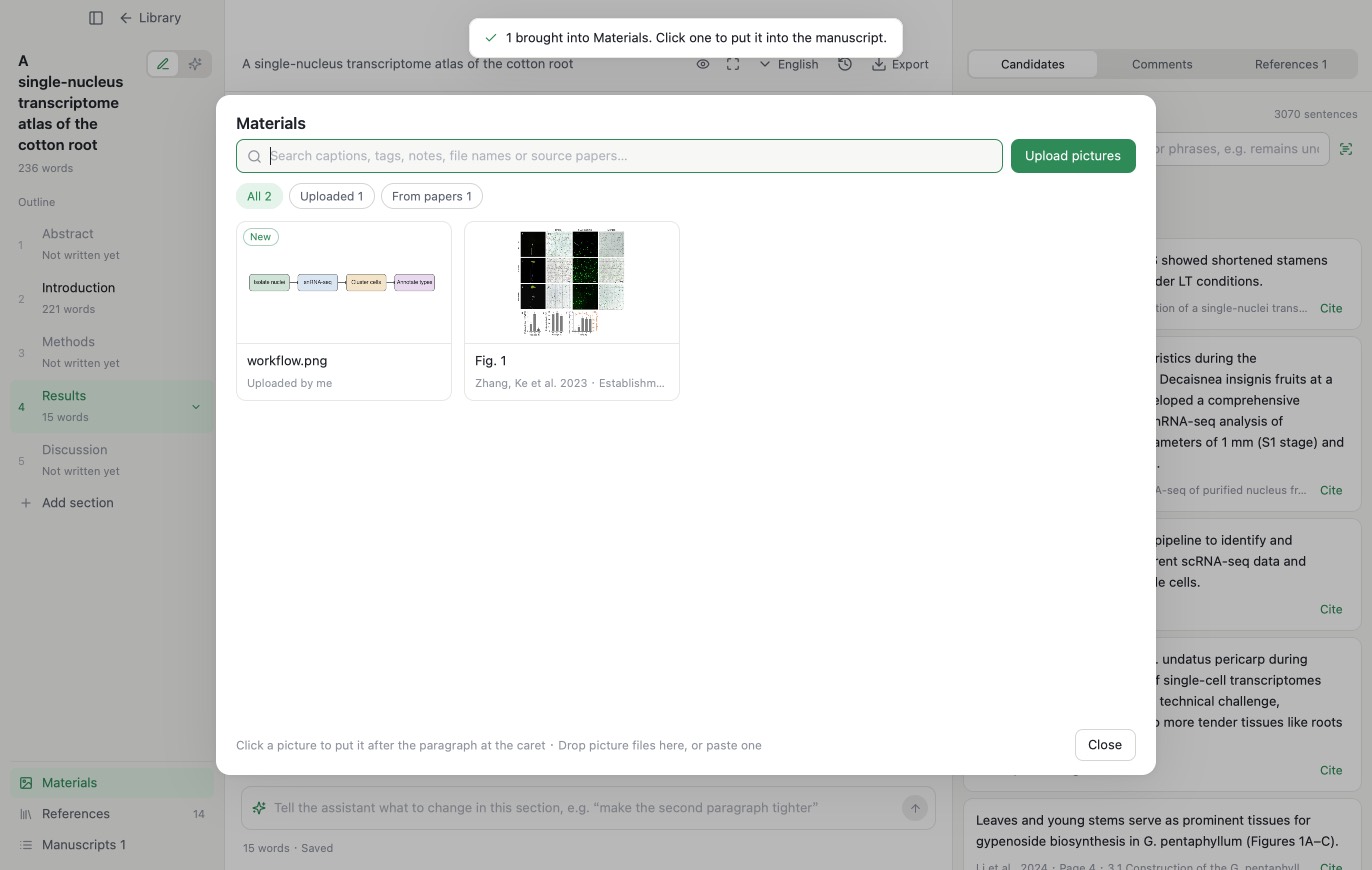 Library
1 brought into Materials. Click one to put it into the manuscript.
A
single-nucleus
transcriptome
atlas of the
cotton root
236 words
Outline
1 Abstract
Not written yet
2 Introduction
221 words
3 Methods
Not written yet
4 Results
15 words
5 Discussion
Not written yet
Add section
Materials
References 14
Manuscripts 1
A single-nucleus transcriptome atlas of the cotton root
English
Export
Materials
Search captions, tags, notes, file names or source papers...
Upload pictures
All 2
Uploaded 1
From papers 1
New
Isolate nuclei
snRNA-seq
Cluster cells
Annotate types
workflow.png
Uploaded by me
Fig. 1
Zhang, Ke et al. 2023 · Establishm...
Click a picture to put it after the paragraph at the caret · Drop picture files here, or paste one
Close
Tell the assistant what to change in this section, e.g. “make the second paragraph tighter”
15 words · Saved
Candidates
Comments
References 1
3070 sentences
or phrases, e.g. remains
showed shortened stamens
der LT conditions.
tion of a single-nuclei trans... Cite
ristics during the
Decaisnea insignis fruits at a
eloped a comprehensive
nRNA-seq analysis of
ameters of 1 mm (S1 stage) and
.
A-seq of purified nucleus fr... Cite
pipeline to identify and
rent scRNA-seq data and
le cells.
Cite
. undatus pericarp during
f single-cell transcriptomes
technical challenge,
o more tender tissues like roots
Cite
Leaves and young stems serve as prominent tissues for
gypenoside biosynthesis in G. pentaphyllum (Figures 1A–C).
Li et al. 2024 · Page 4 · 3.1 Construction of the G. pentaphyll... Cite